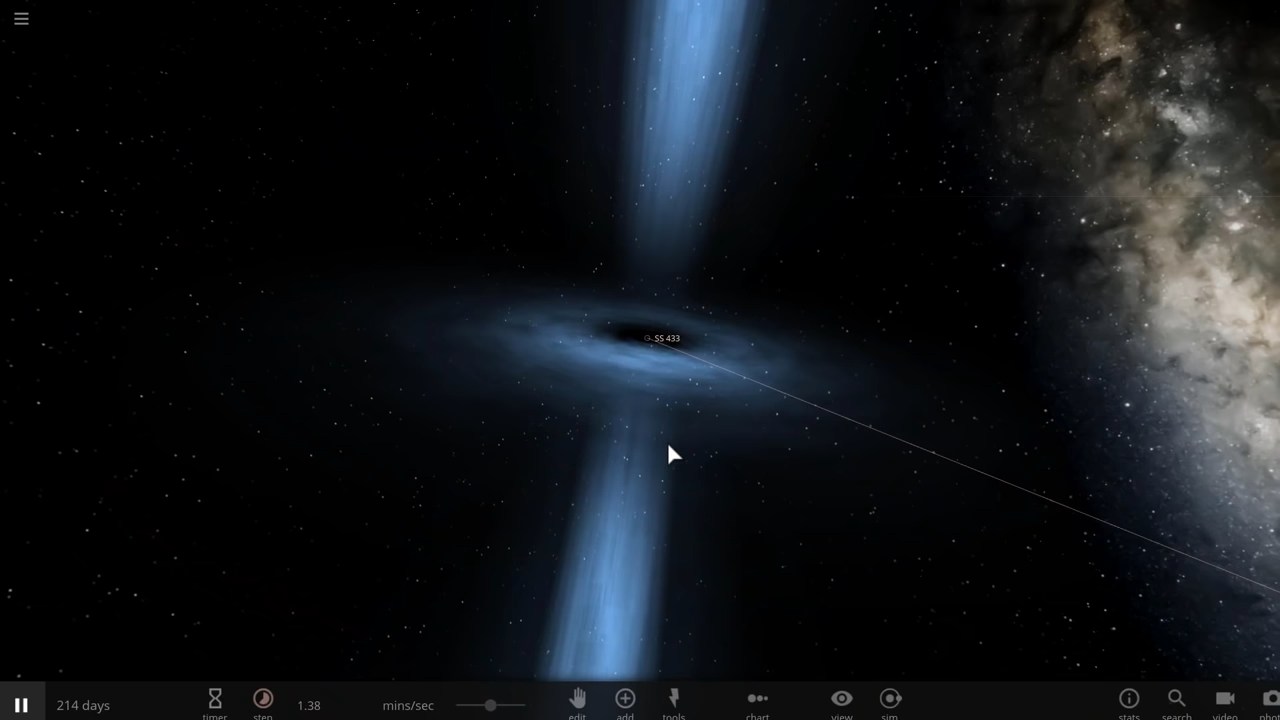 SS 433
214 days
timer
step
1.38
mins/sec
edit
add
tools
chart
view
sim
stats
search
video